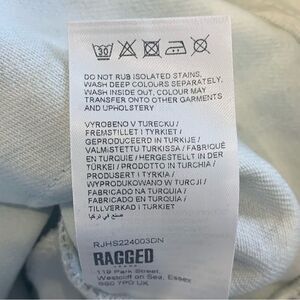 30
DO NOT RUB ISOLATED STAINS,
WASH DEEP COLOURS SEPARATELY,
WASH INSIDE OUT, COLOUR MAY
TRANSFER ONTO OTHER GARMENTS
AND UPHOLSTERY
VYROBENO V TURECKU /
FREMSTILLET I TYRKIET /
GEPRODUCEERD IN TURKIJE /
VALMISTETTU TURKISSA / FABRIQUÉ
EN TURQUIE / HERGESTELLT IN DER
TÜRKEI / PRODOTTO IN TURCHIA /
PRODUSERT I TYRKIA /
WYPRODUKOWANO W TURCJI /
FABRICADO NA TURQUIA /
FABRICADO EN TURQUÍA /
TILLVERKAD I TURKIET
صنع في تركيا
RJHS224003DN
RAGGED
119 Park Street,
Westcliff on Sea, Essex
SS0 7PD UK